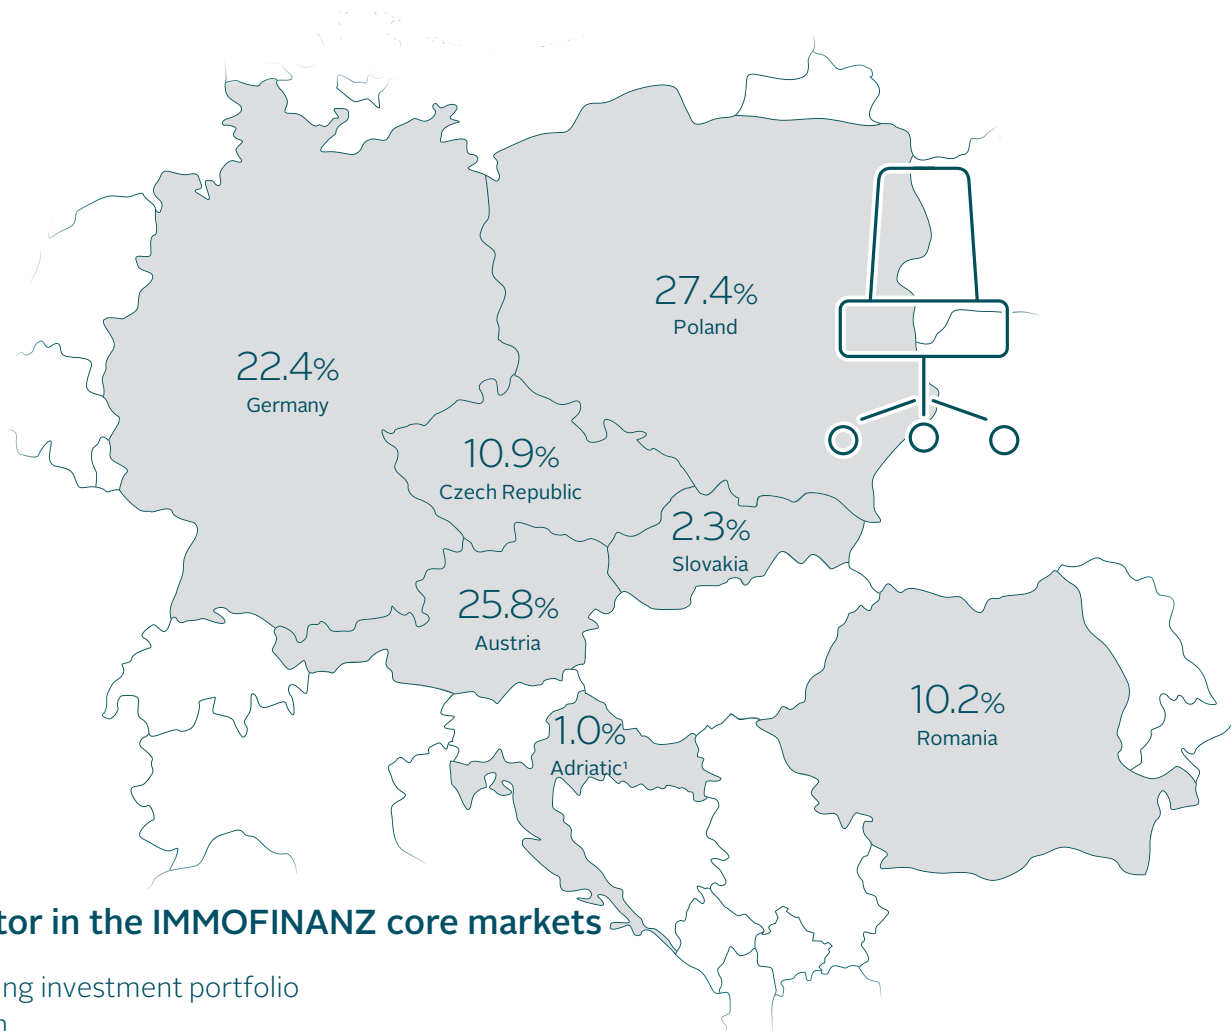 27.4%
Poland
22.4%
Germany
10.9%
Czech Republic
2.3%
Slovakia
25.8%
Austria
10.2%
Romania
1.0%
Adriatic¹
tor in the IMMOFINANZ core markets
ng investment portfolio